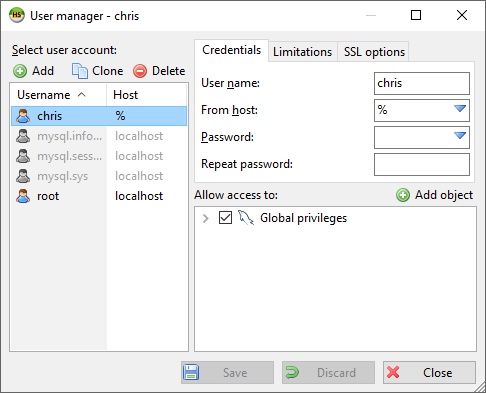 HS
User manager - chris
Select user account:
Add Clone Delete
Username Host
chris %
mysql.info... localhost
mysql.sess... localhost
mysql.sys localhost
root localhost
Credentials Limitations SSL options
User name: chris
From host: %
Password:
Repeat password:
Allow access to: Add object
Global privileges
Save Discard Close